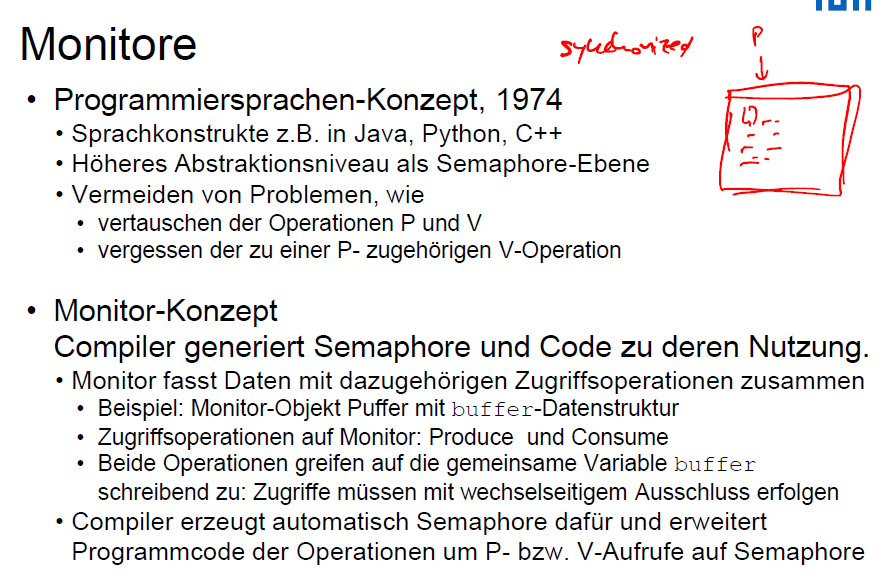 Monitore
synchronized
P
• Programmiersprachen-Konzept, 1974
• Sprachkonstrukte z.B. in Java, Python, C++
• Höheres Abstraktionsniveau als Semaphore-Ebene
• Vermeiden von Problemen, wie
• vertauschen der Operationen P und V
• vergessen der zu einer P- zugehörigen V-Operation
• Monitor-Konzept
Compiler generiert Semaphore und Code zu deren Nutzung.
• Monitor fasst Daten mit dazugehörigen Zugriffsoperationen zusammen
• Beispiel: Monitor-Objekt Puffer mit buffer-Datenstruktur
• Zugriffsoperationen auf Monitor: Produce und Consume
• Beide Operationen greifen auf die gemeinsame Variable buffer
schreibend zu: Zugriffe müssen mit wechselseitigem Ausschluss erfolgen
• Compiler erzeugt automatisch Semaphore dafür und erweitert
Programmcode der Operationen um P- bzw. V-Aufrufe auf Semaphore